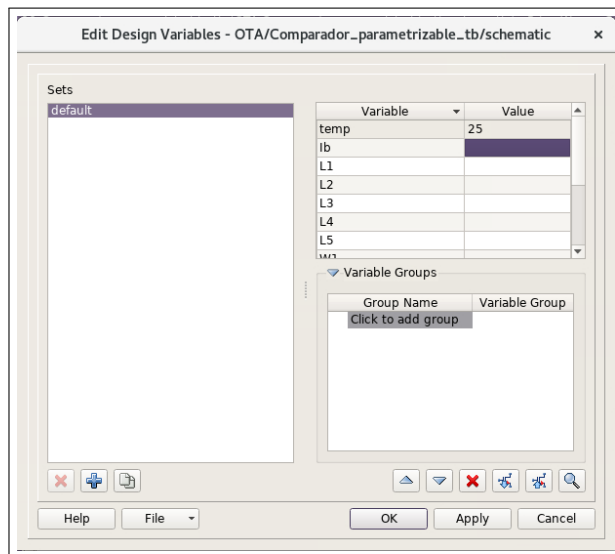 Edit Design Variables - OTA/Comparador_parametrizable_tb/schematic
Sets
default
Variable Value
temp 25
Ib
L1
L2
L3
L4
L5
W1
Variable Groups
Group Name Variable Group
Click to add group
Help File OK Apply Cancel